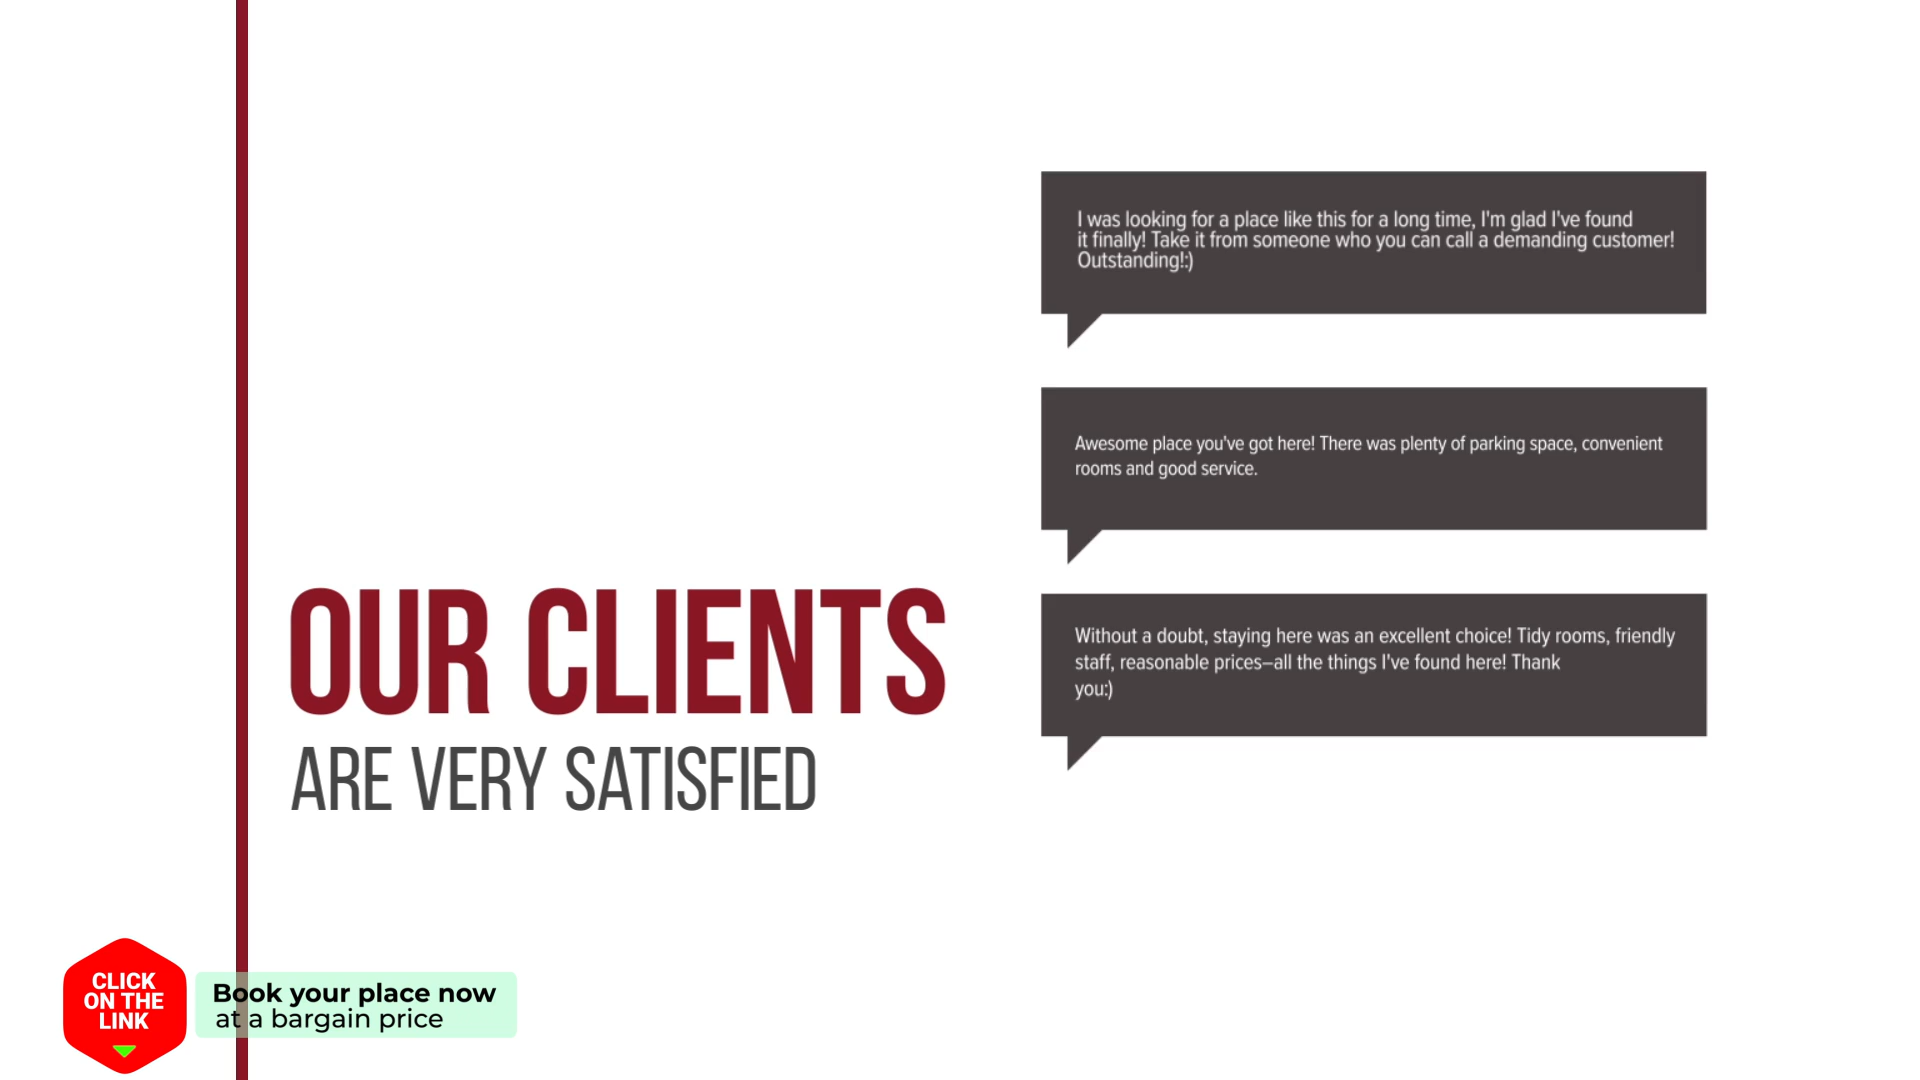 I was looking for a place like this for a long time, I'm glad I've found
it finally! Take it from someone who you can call a demanding customer!
Outstanding!:)
Awesome place you've got here! There was plenty of parking space, convenient
rooms and good service.
Without a doubt, staying here was an excellent choice! Tidy rooms, friendly
staff, reasonable prices–all the things I've found here! Thank
you:)
OUR CLIENTS
ARE VERY SATISFIED
CLICK
ON THE
LINK
Book your place now
at a bargain price